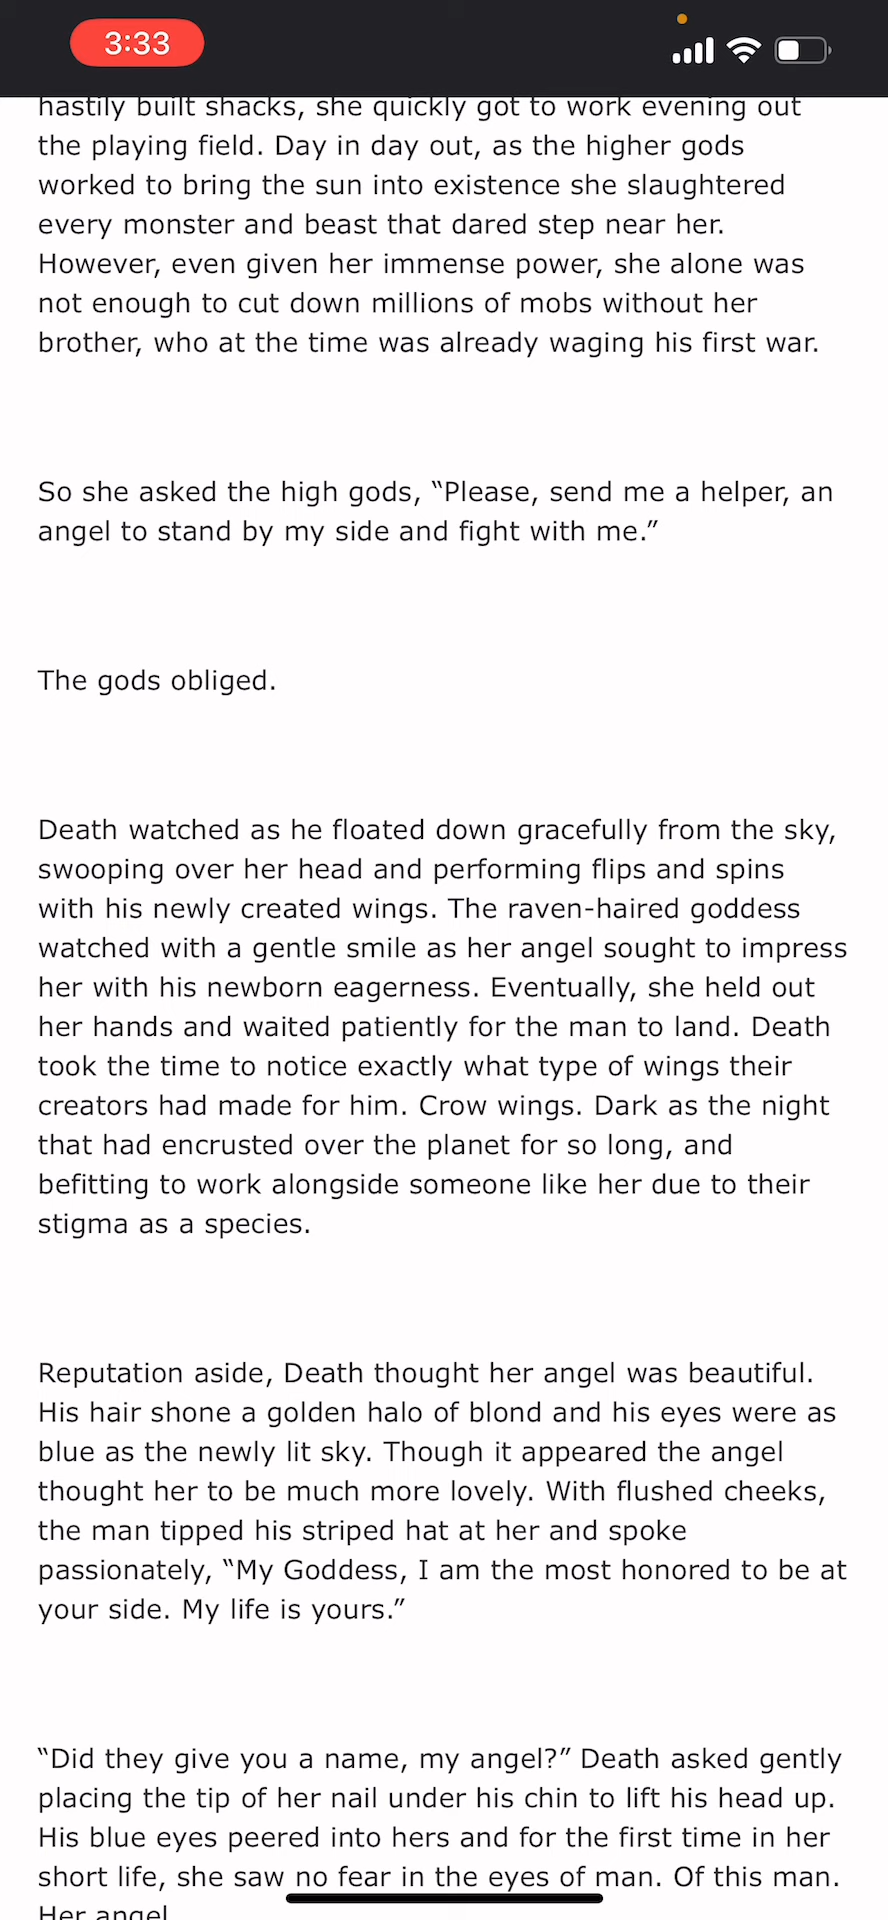 3:33
hastily built shacks, she quickly got to work evening out
the playing field. Day in day out, as the higher gods
worked to bring the sun into existence she slaughtered
every monster and beast that dared step near her.
However, even given her immense power, she alone was
not enough to cut down millions of mobs without her
brother, who at the time was already waging his first war.
So she asked the high gods, “Please, send me a helper, an
angel to stand by my side and fight with me.”
The gods obliged.
Death watched as he floated down gracefully from the sky,
swooping over her head and performing flips and spins
with his newly created wings. The raven-haired goddess
watched with a gentle smile as her angel sought to impress
her with his newborn eagerness. Eventually, she held out
her hands and waited patiently for the man to land. Death
took the time to notice exactly what type of wings their
creators had made for him. Crow wings. Dark as the night
that had encrusted over the planet for so long, and
befitting to work alongside someone like her due to their
stigma as a species.
Reputation aside, Death thought her angel was beautiful.
His hair shone a golden halo of blond and his eyes were as
blue as the newly lit sky. Though it appeared the angel
thought her to be much more lovely. With flushed cheeks,
the man tipped his striped hat at her and spoke
passionately, “My Goddess, I am the most honored to be at
your side. My life is yours.”
“Did they give you a name, my angel?” Death asked gently
placing the tip of her nail under his chin to lift his head up.
His blue eyes peered into hers and for the first time in her
short life, she saw no fear in the eyes of man. Of this man.
Her angel